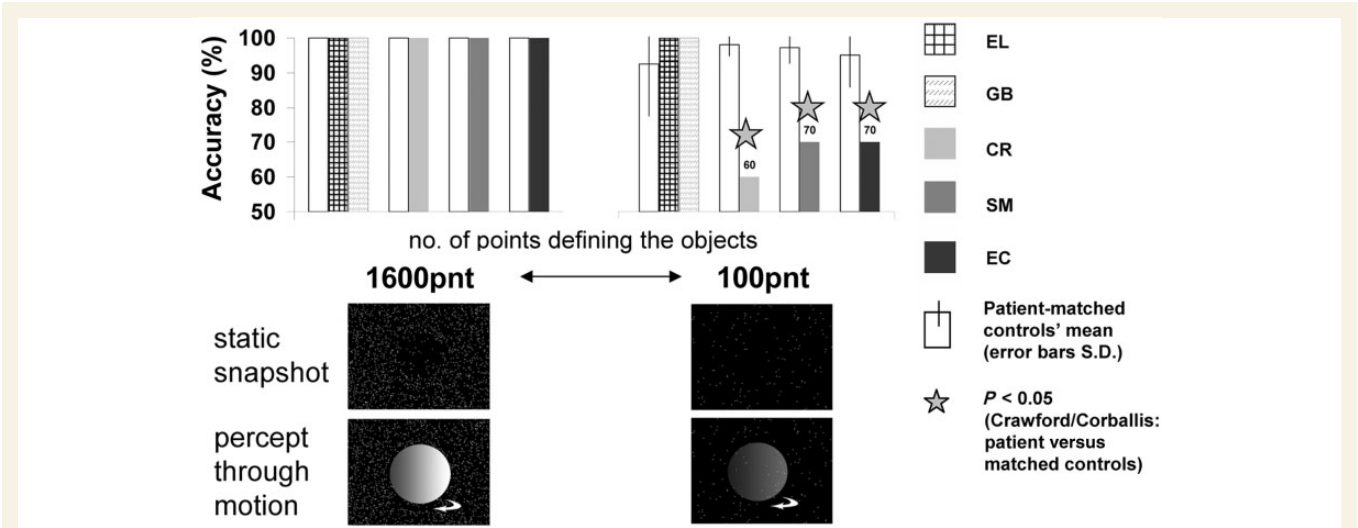 Accuracy (%)
100
90
80
70
60
50
60
70
70
no. of points defining the objects
1600pnt
100pnt
static
snapshot
percept
through
motion
EL
GB
CR
SM
EC
Patient-matched
controls' mean
(error bars S.D.)
P < 0.05
(Crawford/Corballis:
patient versus
matched controls)